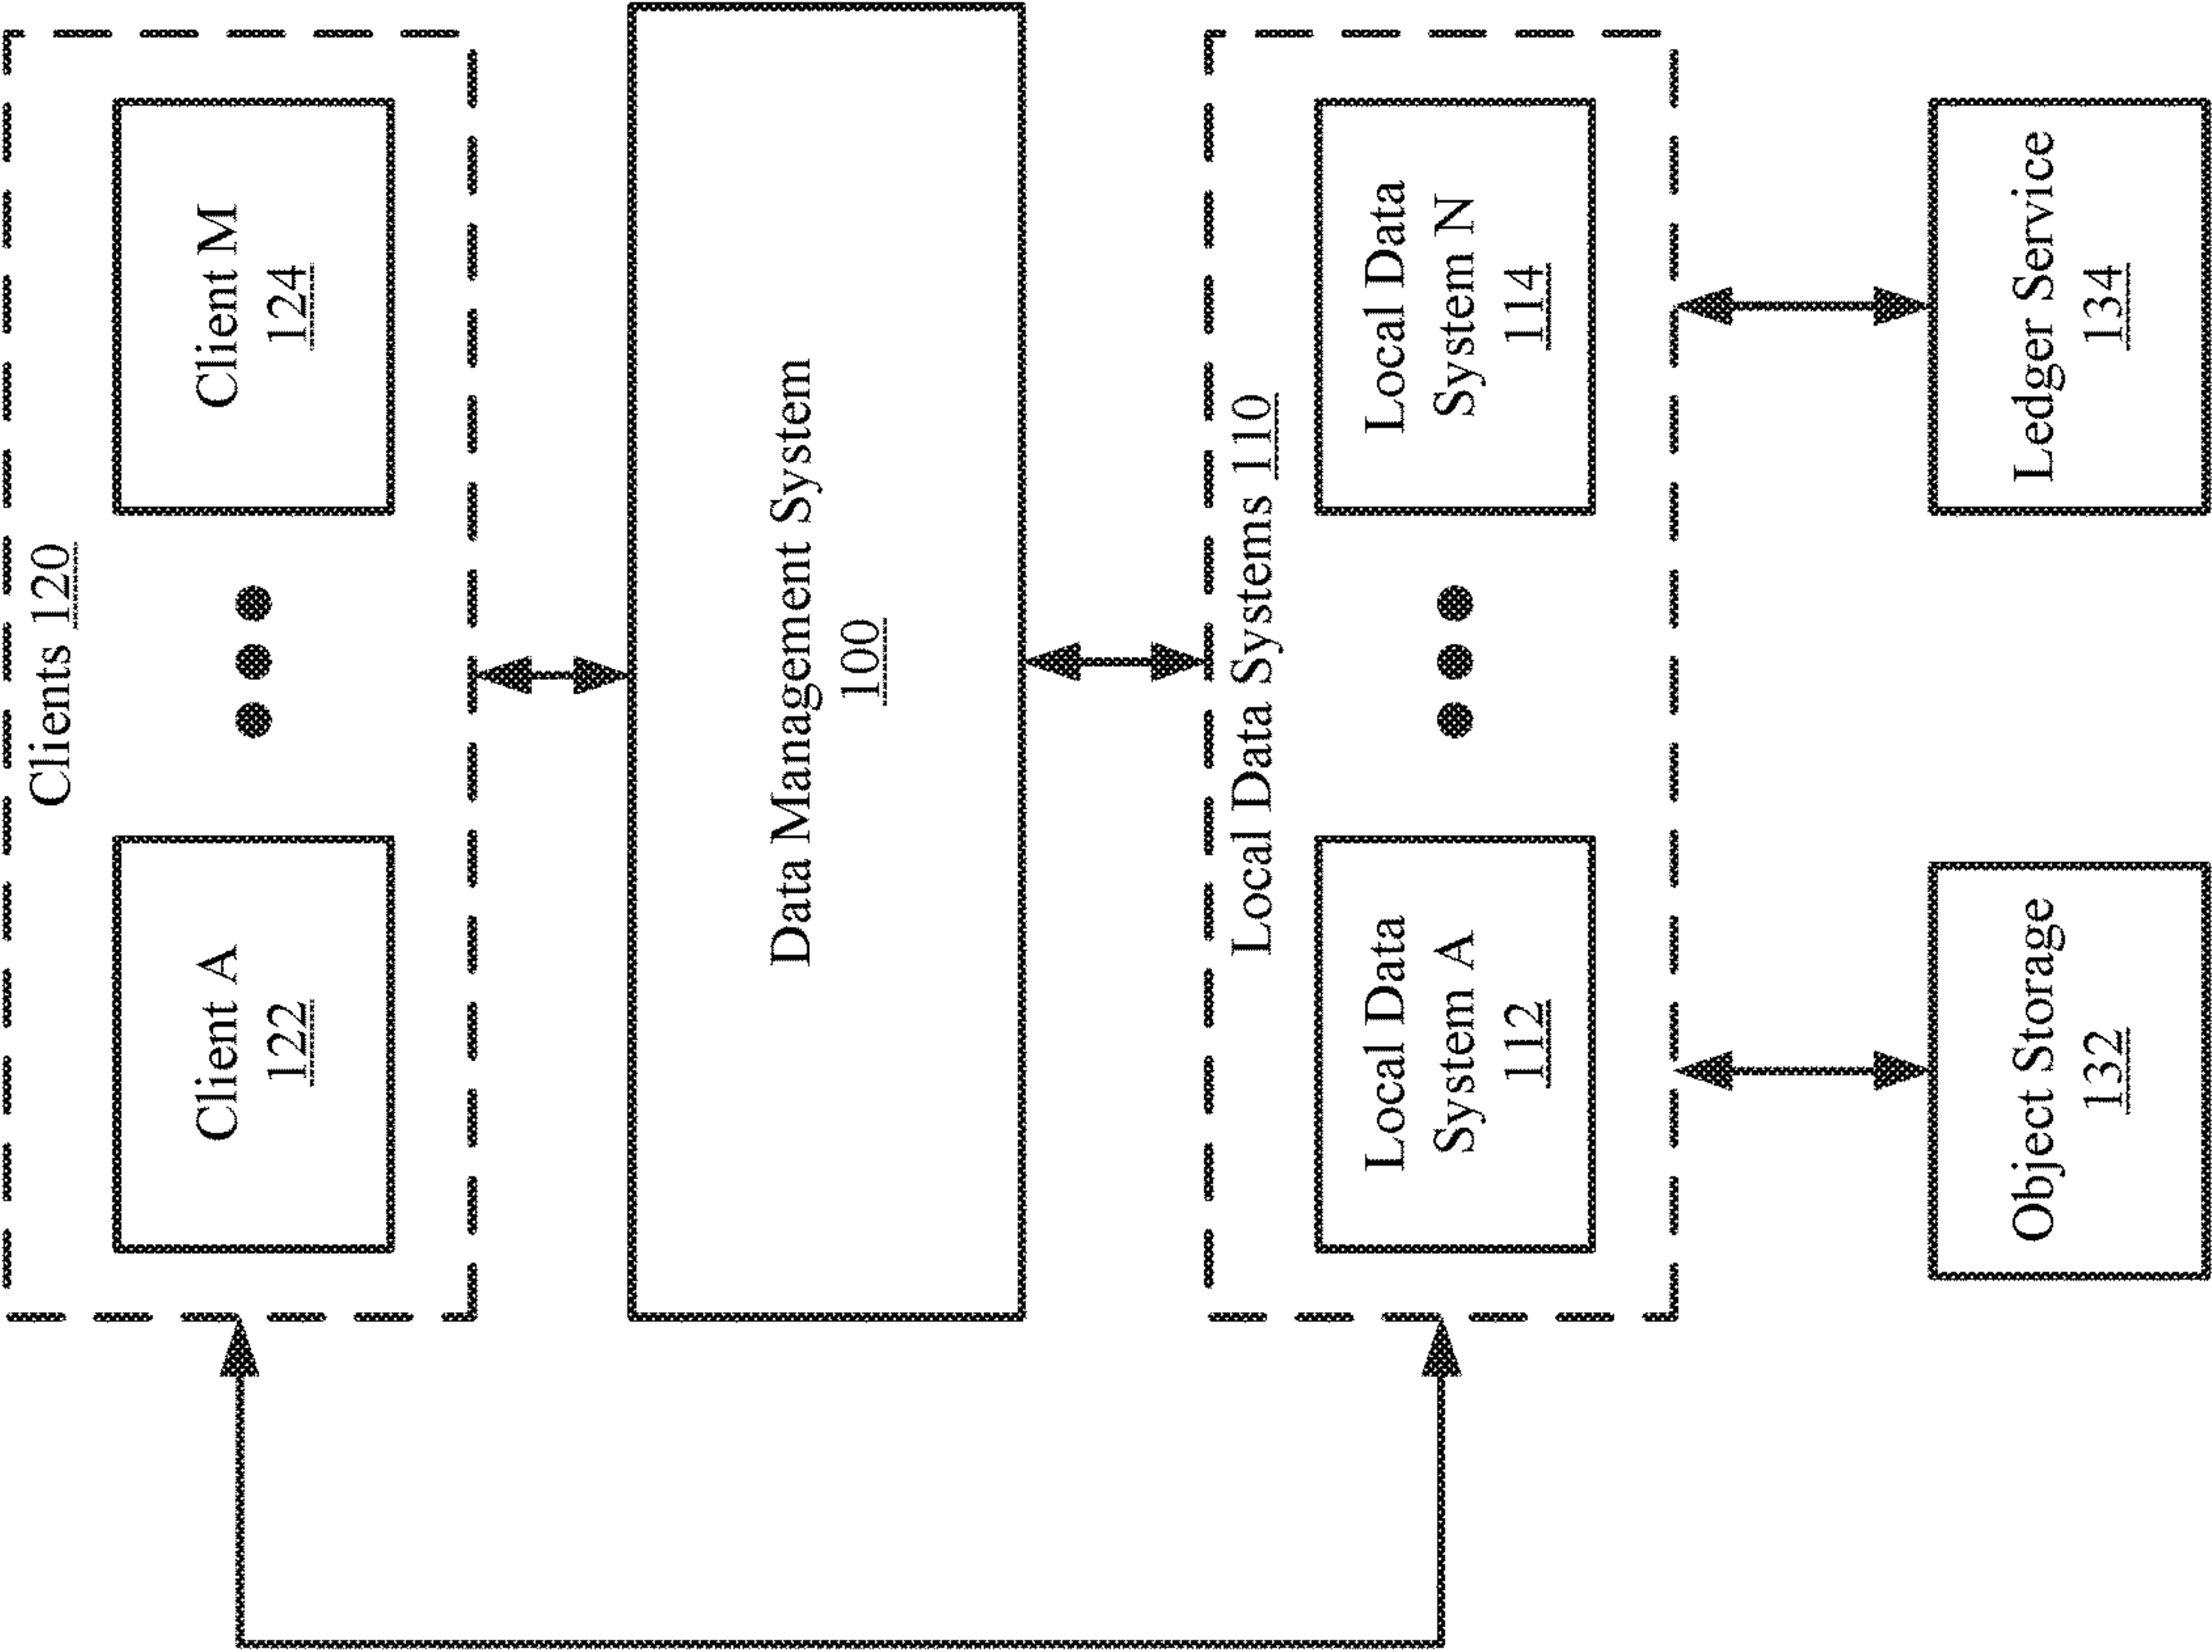 Clients 120
Client A
122
Client M
124
Data Management System
100
Local Data Systems 110
Local Data
System A
112
Local Data
System N
114
Object Storage
132
Ledger Service
134